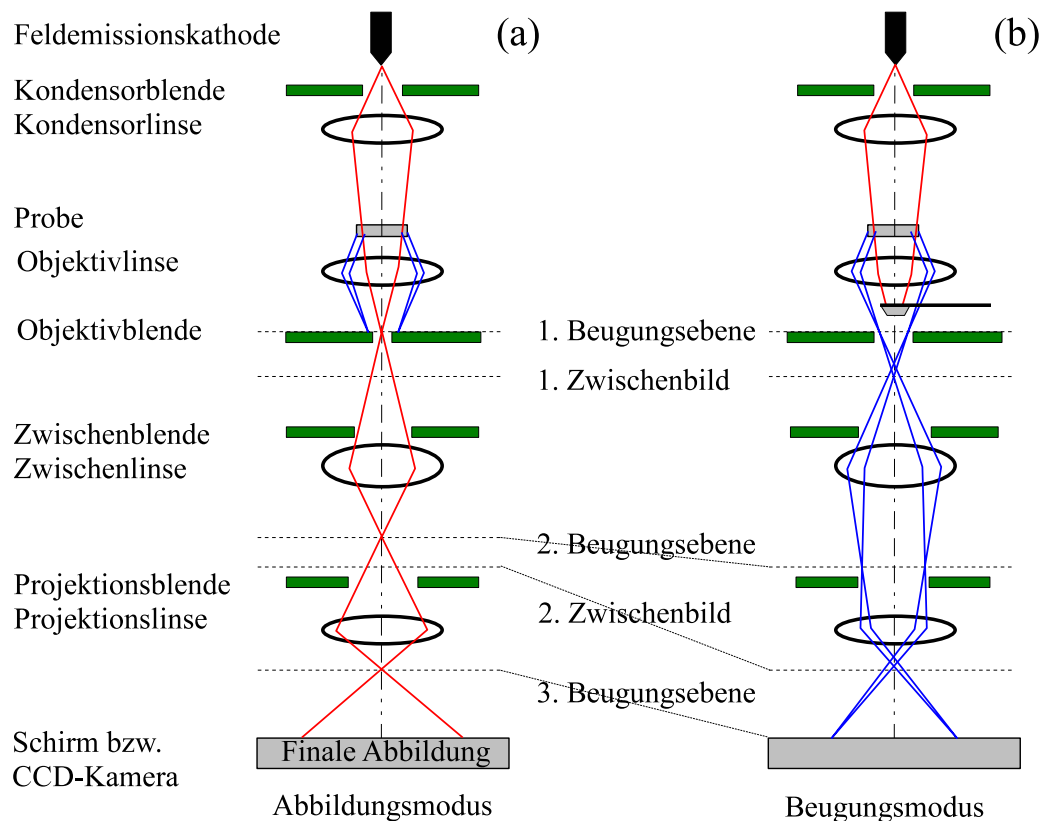 Feldemissionskathode
(a)
(b)
Kondensorblende
Kondensorlinse
Probe
Objektivlinse
Objektivblende
1. Beugungsebene
1. Zwischenbild
Zwischenblende
Zwischenlinse
2. Beugungsebene
Projektionsblende
Projektionslinse
2. Zwischenbild
3. Beugungsebene
Schirm bzw.
CCD-Kamera
Finale Abbildung
Abbildungsmodus
Beugungsmodus